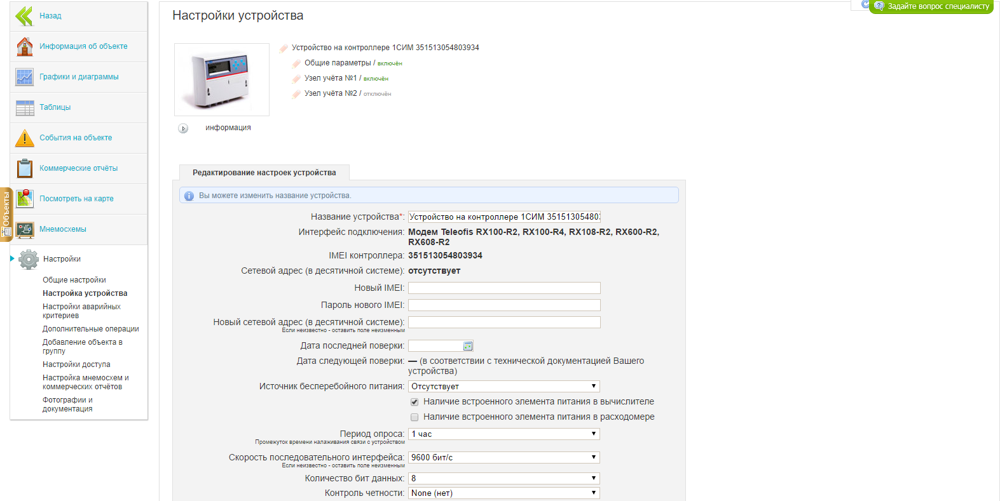 Назад
Информация об объекте
Графики и диаграммы
Таблицы
События на объекте
Коммерческие отчёты
Посмотреть на карте
Мнемосхемы
Объекты
Настройки
Общие настройки
Настройка устройства
Настройки аварийных
критериев
Дополнительные операции
Добавление объекта в
группу
Настройки доступа
Настройка мнемосхем и
коммерческих отчётов
Фотографии и
документация
Задайте вопрос специалисту
Настройки устройства
Устройство на контроллере 1СИМ 351513054803934
Общие параметры / включён
Узел учёта №1 / включён
Узел учёта №2 / отключён
информация
Редактирование настроек устройства
Вы можете изменить название устройства.
Название устройства*: Устройство на контроллере 1СИМ 35151305480
Интерфейс подключения: Модем Teleofis RX100-R2, RX100-R4, RX108-R2, RX600-R2,
RX608-R2
IMEI контроллера: 351513054803934
Сетевой адрес (в десятичной системе): отсутствует
Новый IMEI:
Пароль нового IMEI:
Новый сетевой адрес (в десятичной системе):
Если неизвестно - оставить поле неизменным
Дата последней поверки:
Дата следующей поверки: — (в соответствии с технической документацией Вашего
устройства)
Источник бесперебойного питания: Отсутствует
Наличие встроенного элемента питания в вычислителе
Наличие встроенного элемента питания в расходомере
Период опроса: 1 час
Промежуток времени налаживания связи с устройством
Скорость последовательного интерфейса: 9600 бит/с
Если неизвестно - оставить поле неизменным
Количество бит данных: 8
Контроль четности: None (нет)